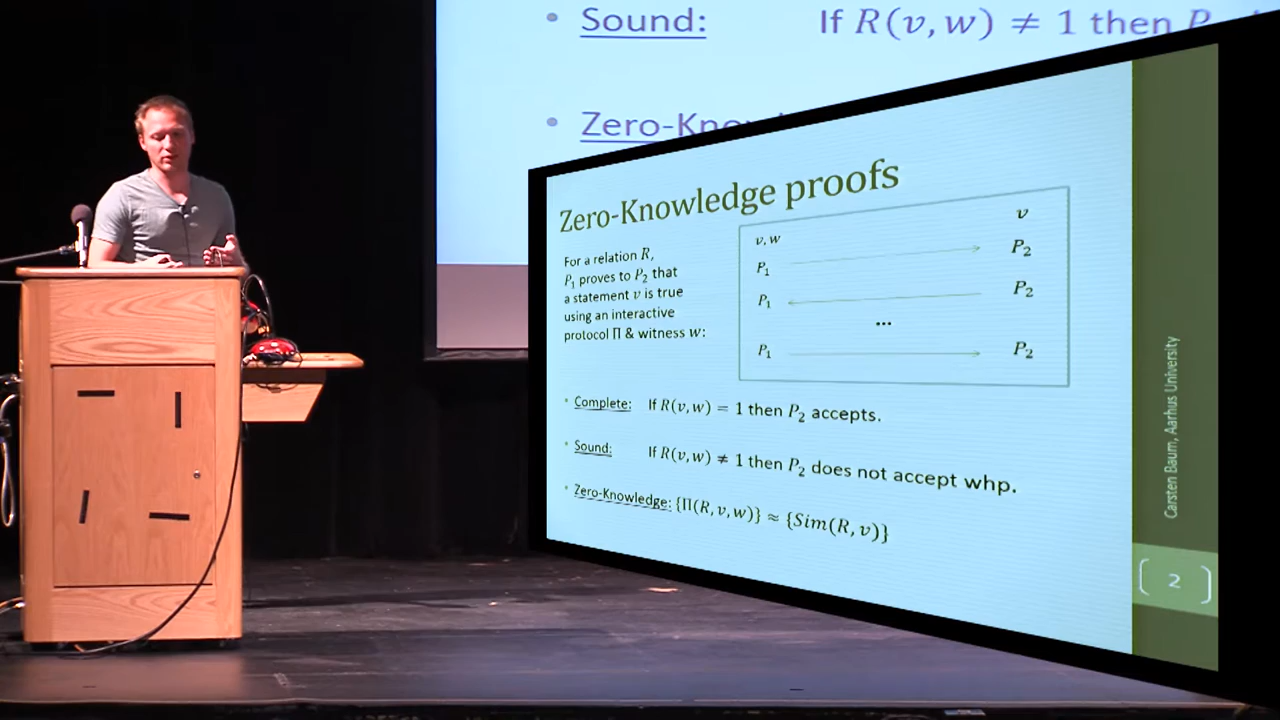 • Sound: If R(v, w) ≠ 1 then P
• Zero-Kno
Zero-Knowledge proofs
For a relation R,
P₁ proves to P₂ that
a statement v is true
using an interactive
protocol Π & witness w:
v, w v
P₁ P₂
P₁ P₂
...
P₁ P₂
• Complete: If R(v, w) = 1 then P₂ accepts.
• Sound: If R(v, w) ≠ 1 then P₂ does not accept whp.
• Zero-Knowledge: {Π(R, v, w)} ≈ {Sim(R, v)}
Carsten Baum, Aarhus University
[ 2 ]